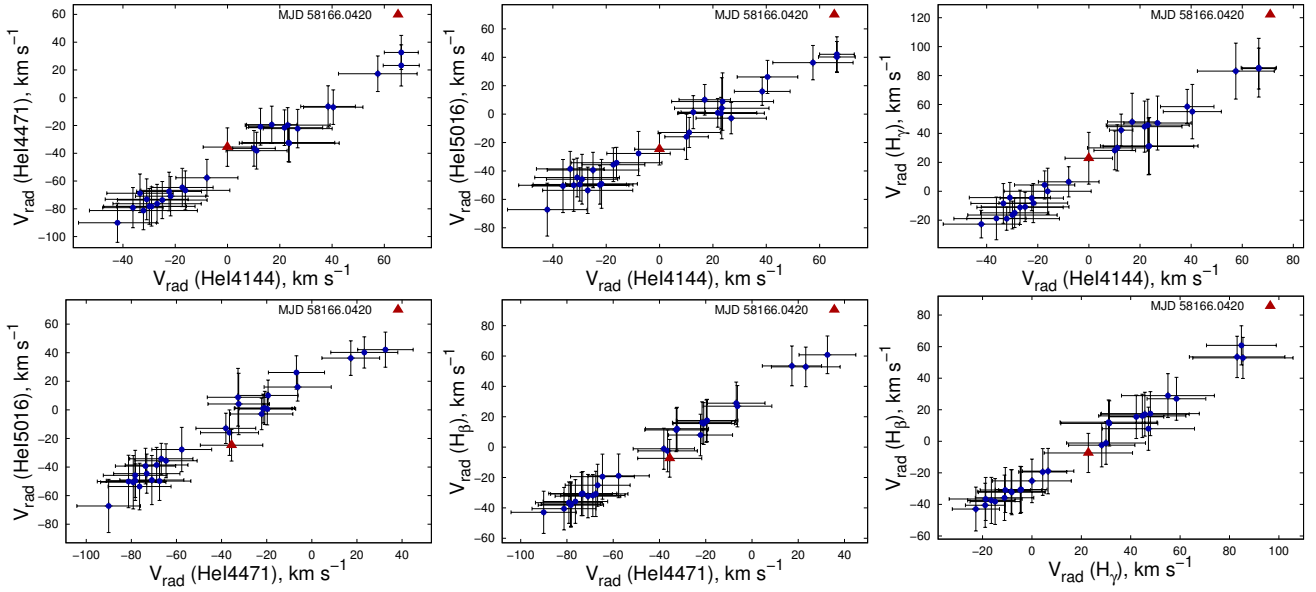 MJD 58166.0420
V_rad (HeI4471), km s⁻¹
60
40
20
0
−20
−40
−60
−80
−100
−40 −20 0 20 40 60
V_rad (HeI4144), km s⁻¹
MJD 58166.0420
V_rad (HeI5016), km s⁻¹
60
40
20
0
−20
−40
−60
−80
−40 −20 0 20 40 60 80
V_rad (HeI4144), km s⁻¹
MJD 58166.0420
V_rad (H_γ), km s⁻¹
120
100
80
60
40
20
0
−20
−40 −20 0 20 40 60 80
V_rad (HeI4144), km s⁻¹
MJD 58166.0420
V_rad (HeI5016), km s⁻¹
60
40
20
0
−20
−40
−60
−80
−100 −80 −60 −40 −20 0 20 40
V_rad (HeI4471), km s⁻¹
MJD 58166.0420
V_rad (H_β), km s⁻¹
80
60
40
20
0
−20
−40
−60
−100 −80 −60 −40 −20 0 20 40
V_rad (HeI4471), km s⁻¹
MJD 58166.0420
V_rad (H_β), km s⁻¹
80
60
40
20
0
−20
−40
−60
−20 0 20 40 60 80 100
V_rad (H_γ), km s⁻¹